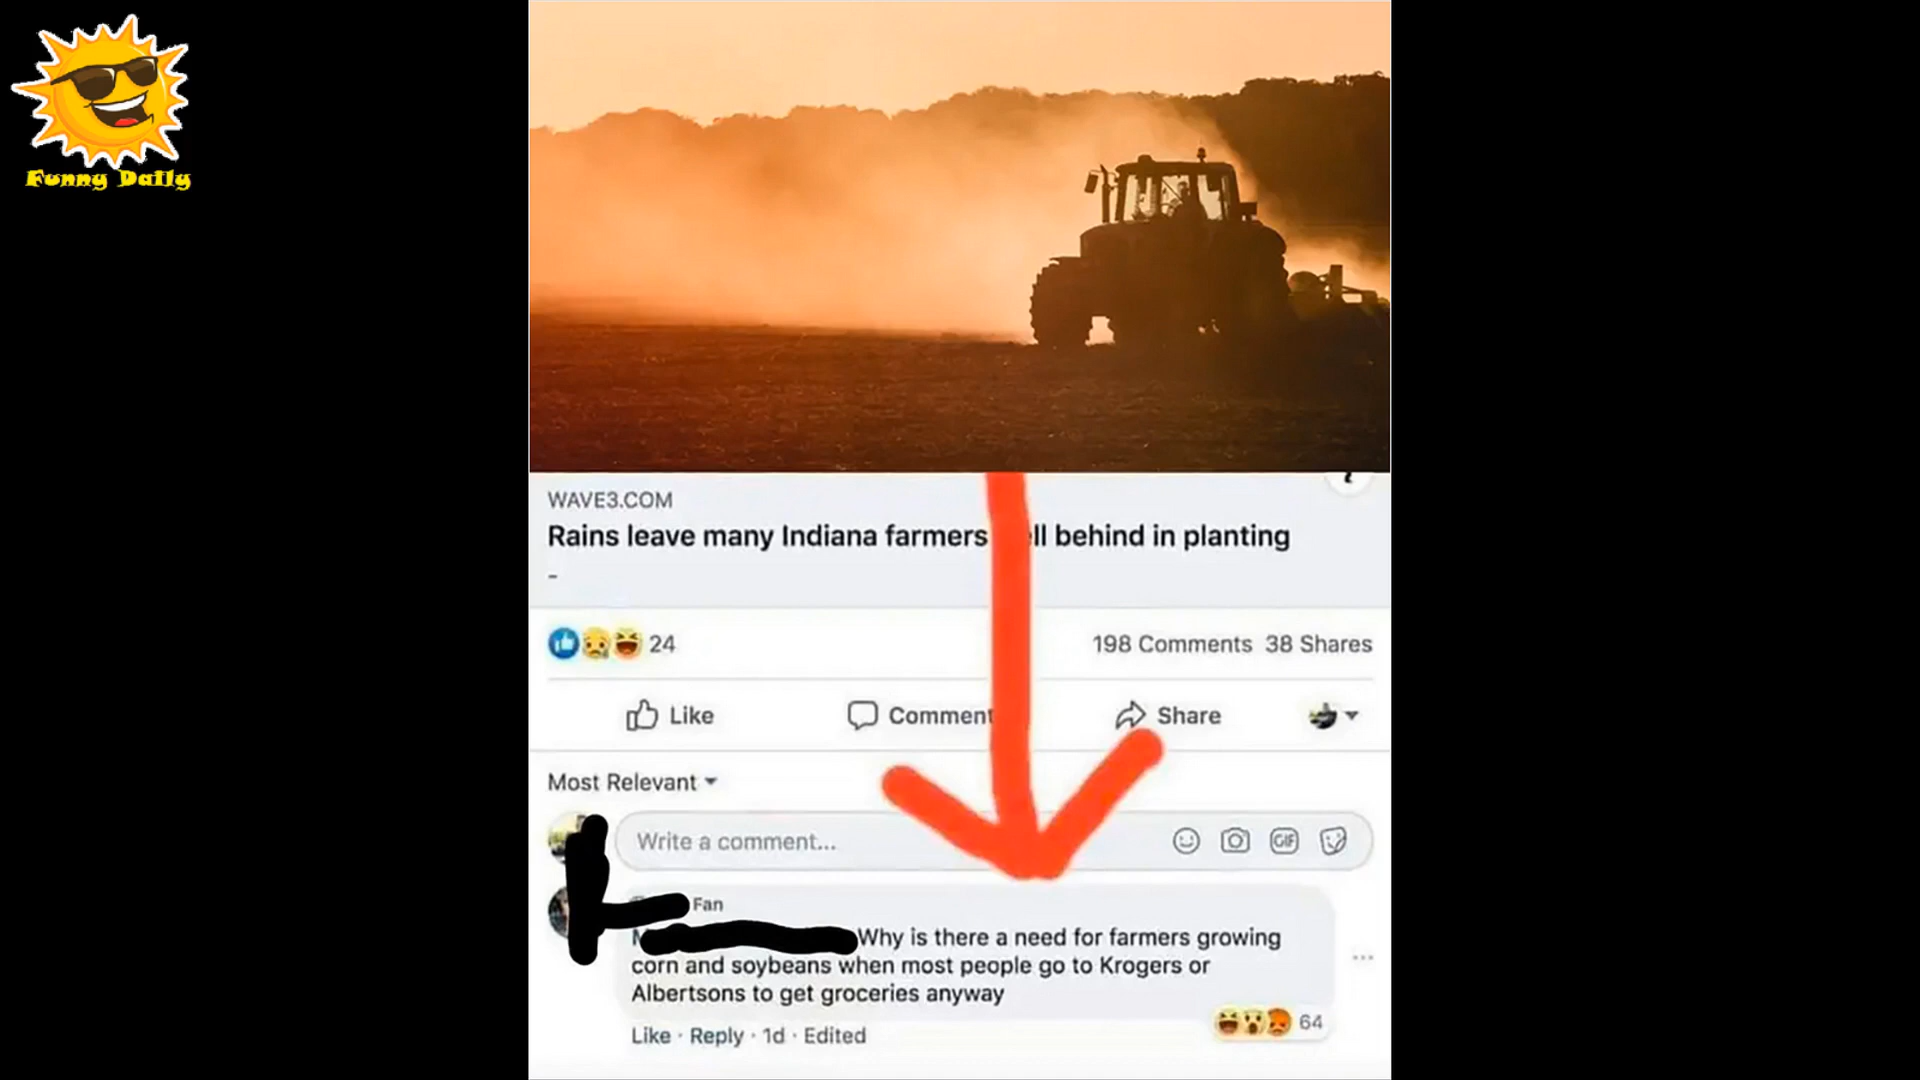 Funny Daily
WAVE3.COM
Rains leave many Indiana farmers behind in planting
-
24
198 Comments 38 Shares
Like
Comment
Share
Most Relevant
Write a comment...
GIF
Fan
Why is there a need for farmers growing
corn and soybeans when most people go to Krogers or
Albertsons to get groceries anyway
64
Like · Reply · 1d · Edited